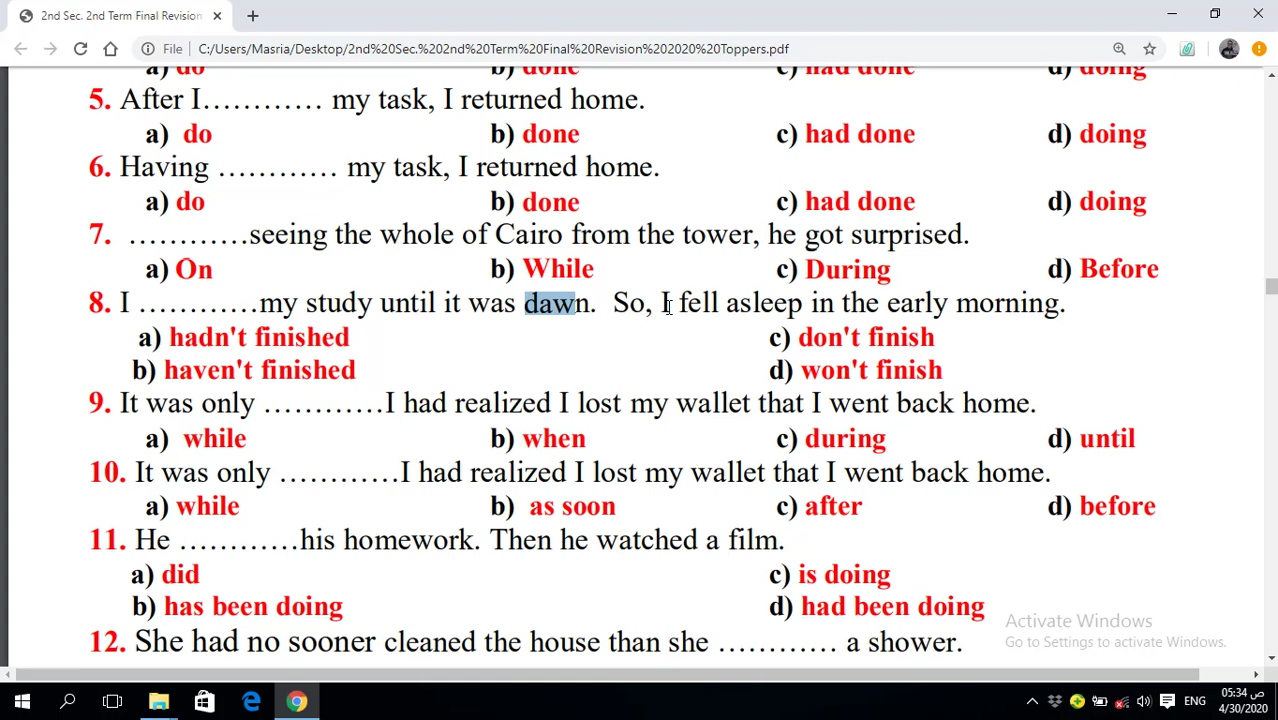 2nd Sec. 2nd Term Final Revision
File C:/Users/Masria/Desktop/2nd%20Sec.%202nd%20Term%20Final%20Revision%202020%20Toppers.pdf
a) do b) done c) had done d) doing
5. After I………… my task, I returned home.
a) do b) done c) had done d) doing
6. Having ………… my task, I returned home.
a) do b) done c) had done d) doing
7. …………seeing the whole of Cairo from the tower, he got surprised.
a) On b) While c) During d) Before
8. I …………my study until it was dawn. So, I fell asleep in the early morning.
a) hadn't finished c) don't finish
b) haven't finished d) won't finish
9. It was only …………I had realized I lost my wallet that I went back home.
a) while b) when c) during d) until
10. It was only …………I had realized I lost my wallet that I went back home.
a) while b) as soon c) after d) before
11. He …………his homework. Then he watched a film.
a) did c) is doing
b) has been doing d) had been doing
Activate Windows
Go to Settings to activate Windows.
12. She had no sooner cleaned the house than she ………… a shower.
ENG
05:34 ص
4/30/2020